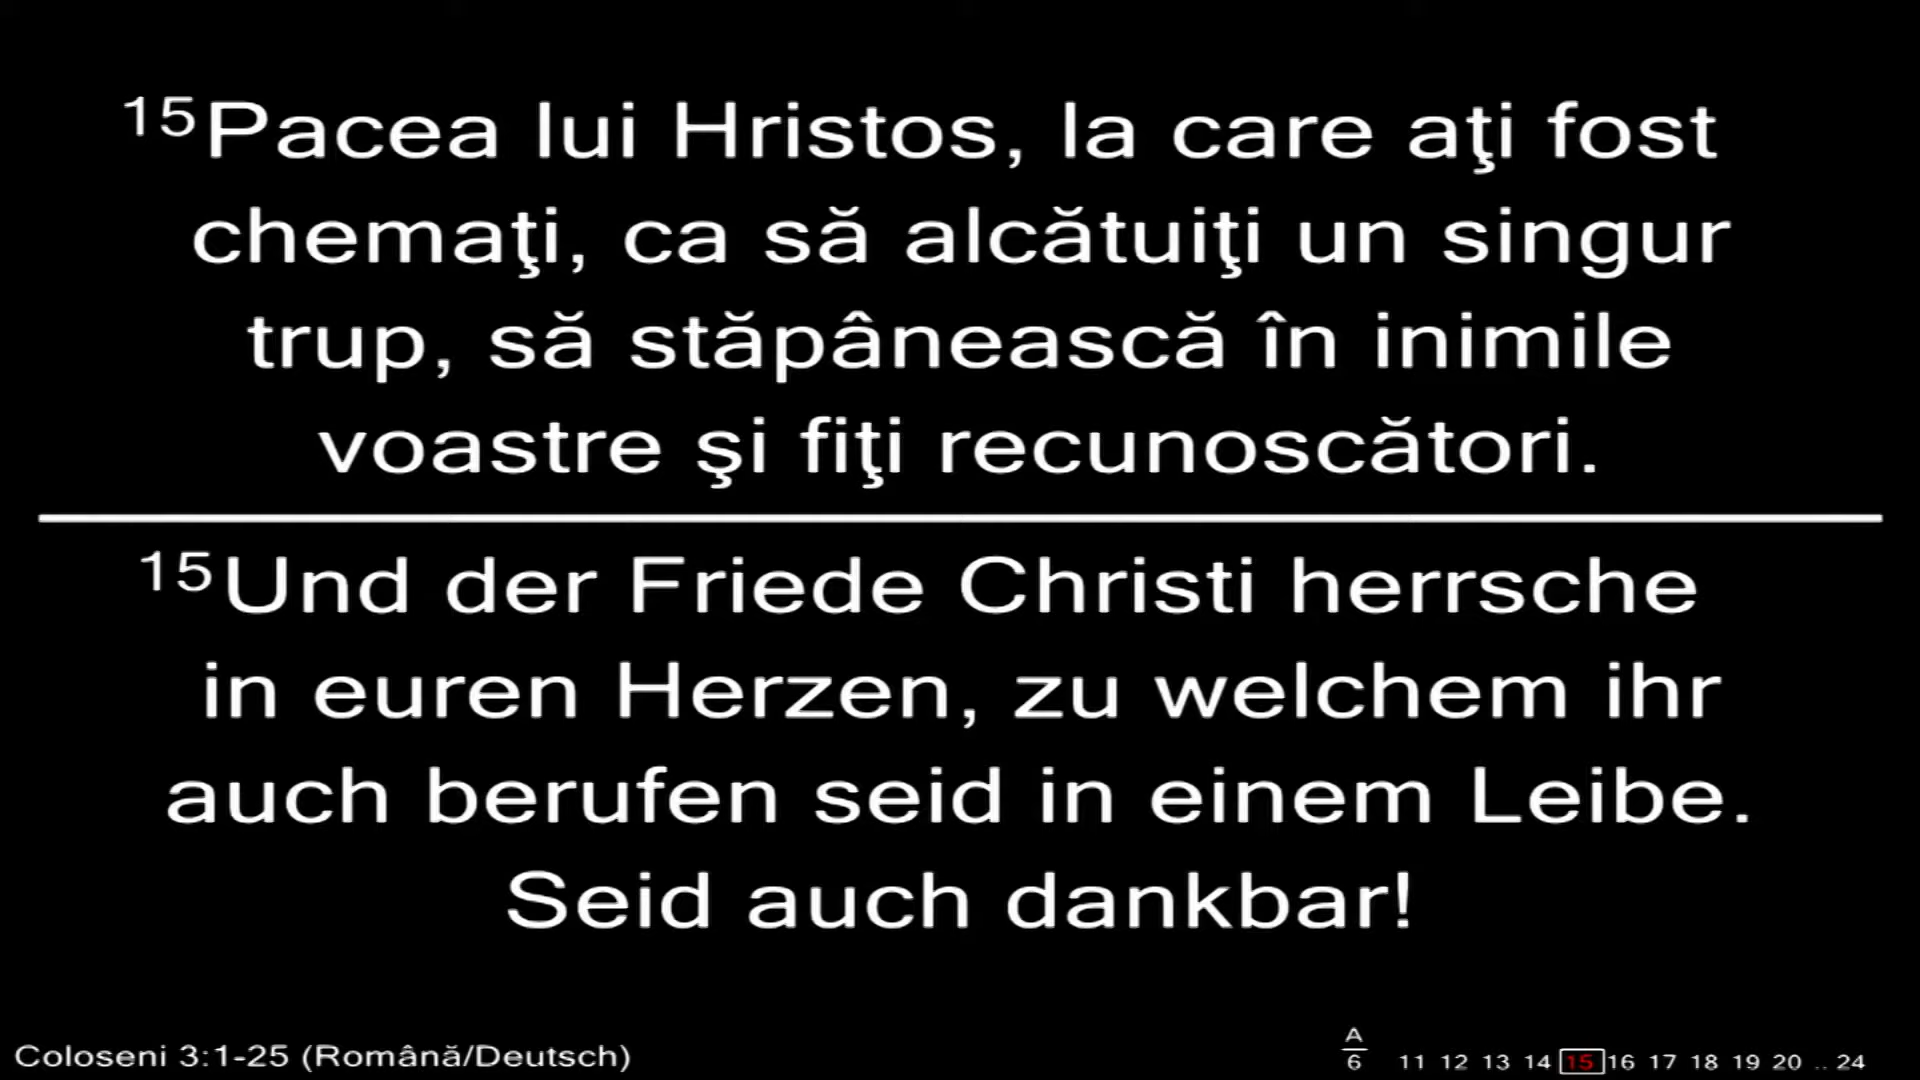 15Pacea lui Hristos, la care aţi fost
chemaţi, ca să alcătuiţi un singur
trup, să stăpânească în inimile
voastre şi fiţi recunoscători.
15Und der Friede Christi herrsche
in euren Herzen, zu welchem ihr
auch berufen seid in einem Leibe.
Seid auch dankbar!
Coloseni 3:1-25 (Română/Deutsch)
A
6
11 12 13 14 15 16 17 18 19 20 .. 24